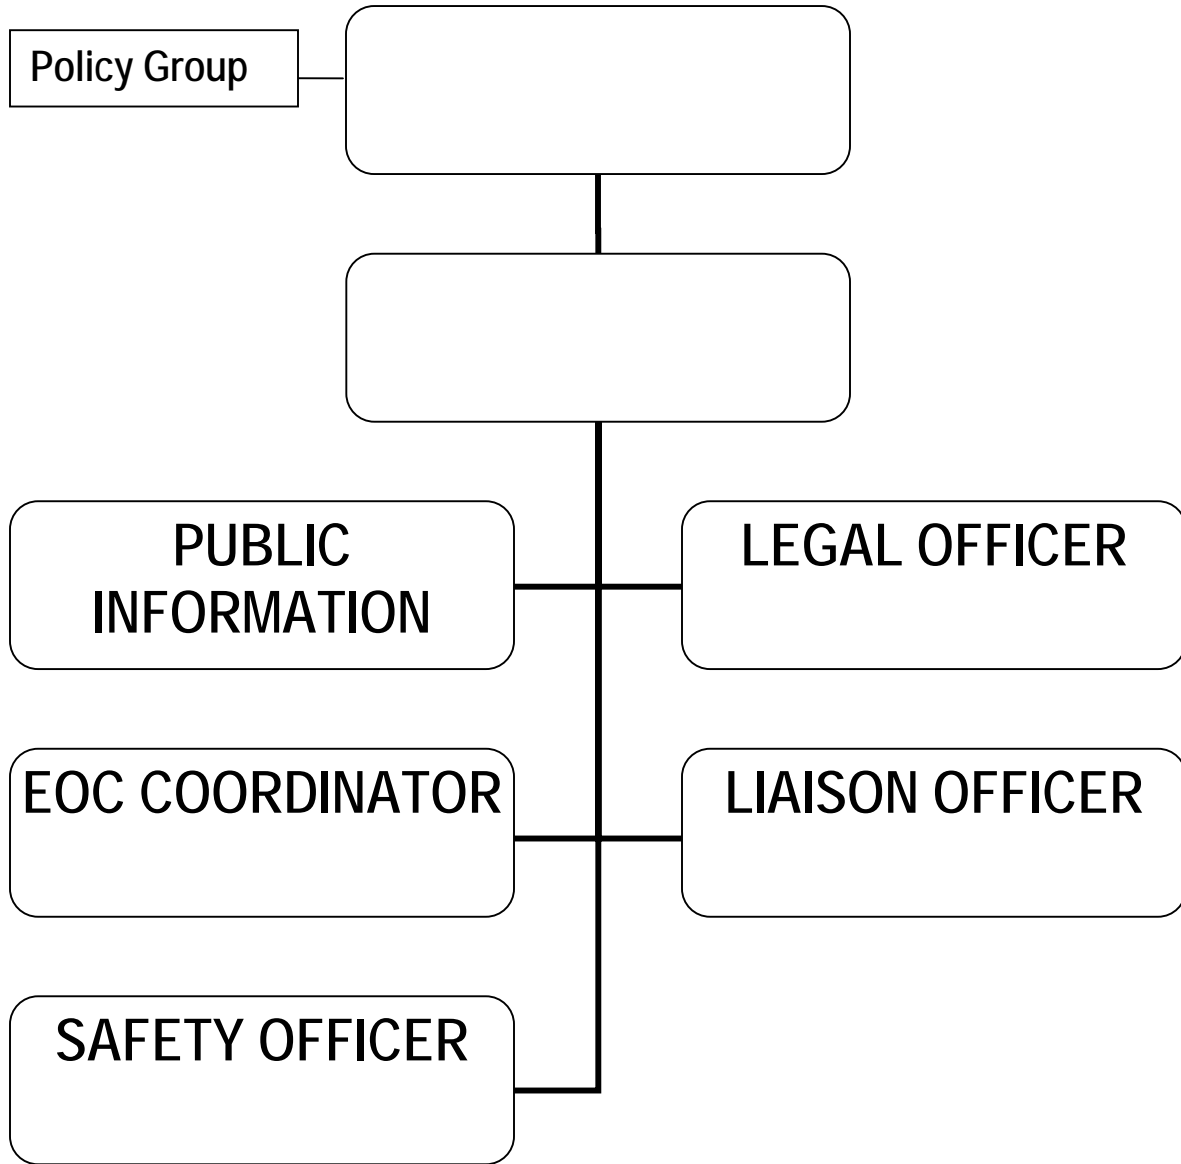 Policy Group
PUBLIC
INFORMATION
LEGAL OFFICER
EOC COORDINATOR
LIAISON OFFICER
SAFETY OFFICER